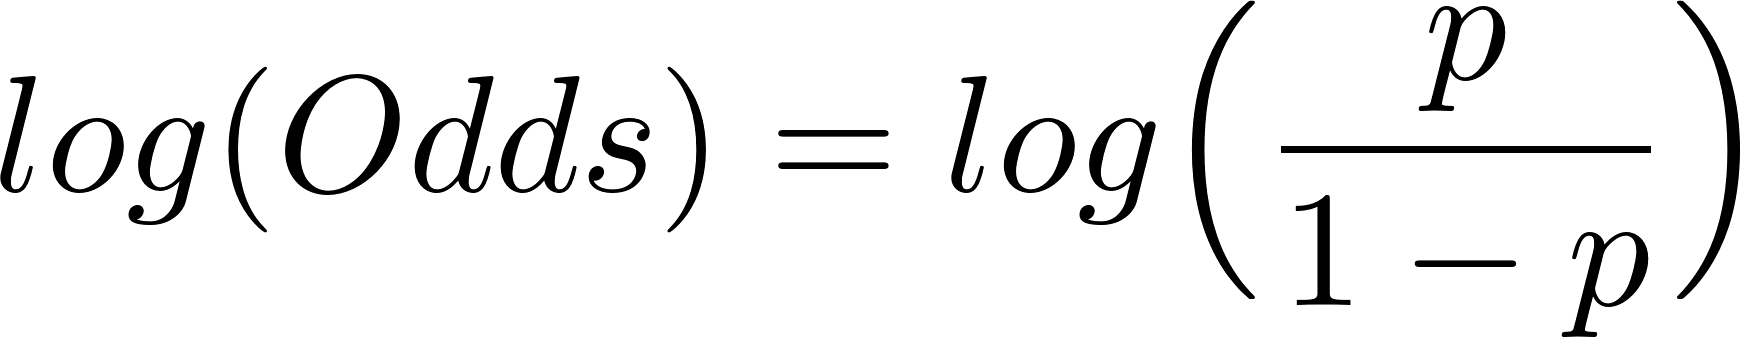 log(Odds) = log(p/(1 − p))